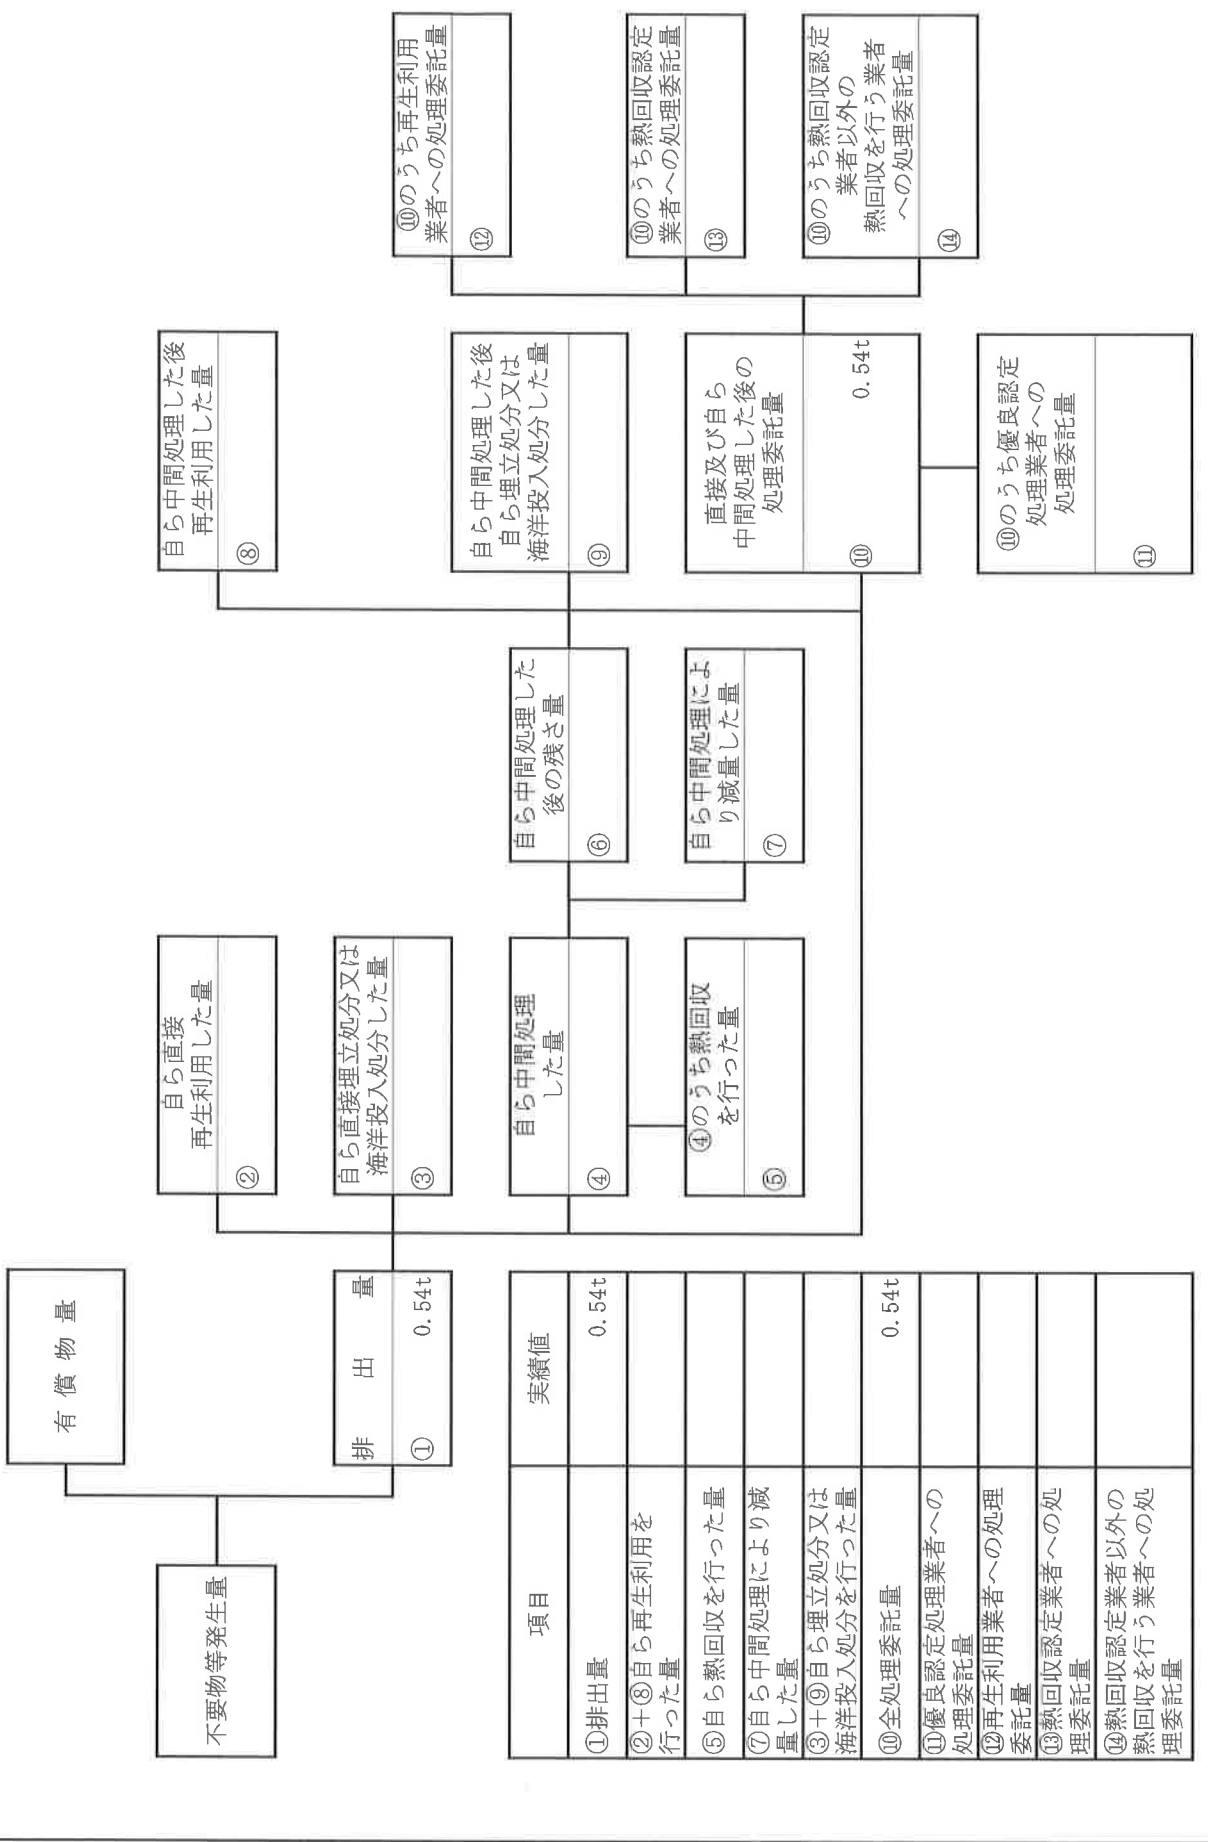 不要物等発生量
有償物量
排出量
① 0.54t
自ら直接
再生利用した量
②
自ら直接埋立処分又は
海洋投入処分した量
③
自ら中間処理
した量
④
④のうち熱回収
を行った量
⑤
自ら中間処理した
後の残さ量
⑥
自ら中間処理によ
り減量した量
⑦
自ら中間処理した後
再生利用した量
⑧
自ら中間処理した後
自ら埋立処分又は
海洋投入処分した量
⑨
直接及び自ら
中間処理した後の
処理委託量
⑩ 0.54t
⑩のうち優良認定
処理業者への
処理委託量
⑪
⑩のうち再生利用
業者への処理委託量
⑫
⑩のうち熱回収認定
業者への処理委託量
⑬
⑩のうち熱回収認定
業者以外の
熱回収を行う業者
への処理委託量
⑭
項目 実績値
①排出量 0.54t
②＋⑧自ら再生利用を
行った量
⑤自ら熱回収を行った量
⑦自ら中間処理により減
量した量
③＋⑨自ら埋立処分又は
海洋投入処分を行った量
⑩全処理委託量 0.54t
⑪優良認定処理業者への
処理委託量
⑫再生利用業者への処理
委託量
⑬熱回収認定業者への処
理委託量
⑭熱回収認定業者以外の
熱回収を行う業者への処
理委託量